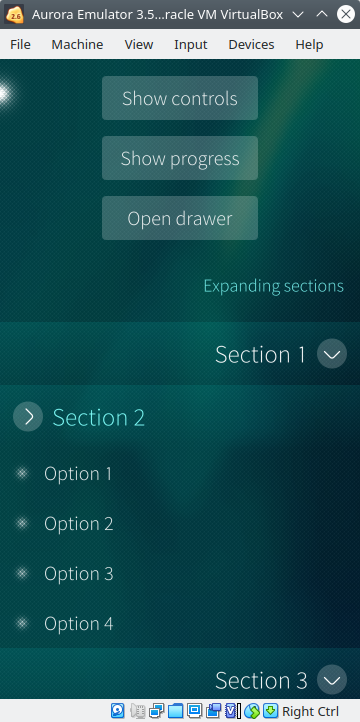 Aurora Emulator 3.5...racle VM VirtualBox
File Machine View Input Devices Help
Show controls
Show progress
Open drawer
Expanding sections
Section 1
Section 2
Option 1
Option 2
Option 3
Option 4
Section 3
Right Ctrl